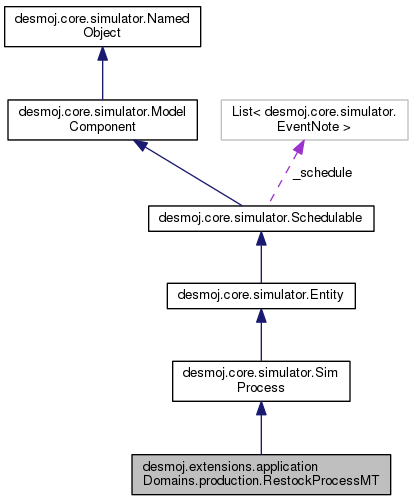 desmoj.core.simulator.Named
Object
desmoj.core.simulator.Model
Component
List< desmoj.core.simulator.
EventNote >
_schedule
desmoj.core.simulator.Schedulable
desmoj.core.simulator.Entity
desmoj.core.simulator.Sim
Process
desmoj.extensions.application
Domains.production.RestockProcessMT